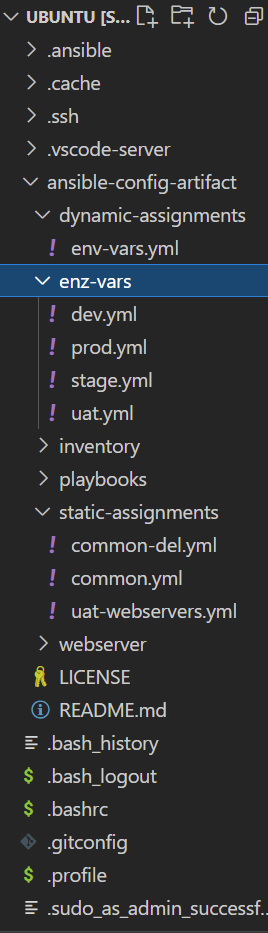 UBUNTU [S...
.ansible
.cache
.ssh
.vscode-server
ansible-config-artifact
dynamic-assignments
! env-vars.yml
enz-vars
! dev.yml
! prod.yml
! stage.yml
! uat.yml
inventory
playbooks
static-assignments
! common-del.yml
! common.yml
! uat-webservers.yml
webserver
LICENSE
README.md
.bash_history
$ .bash_logout
$ .bashrc
.gitconfig
$ .profile
.sudo_as_admin_successf...